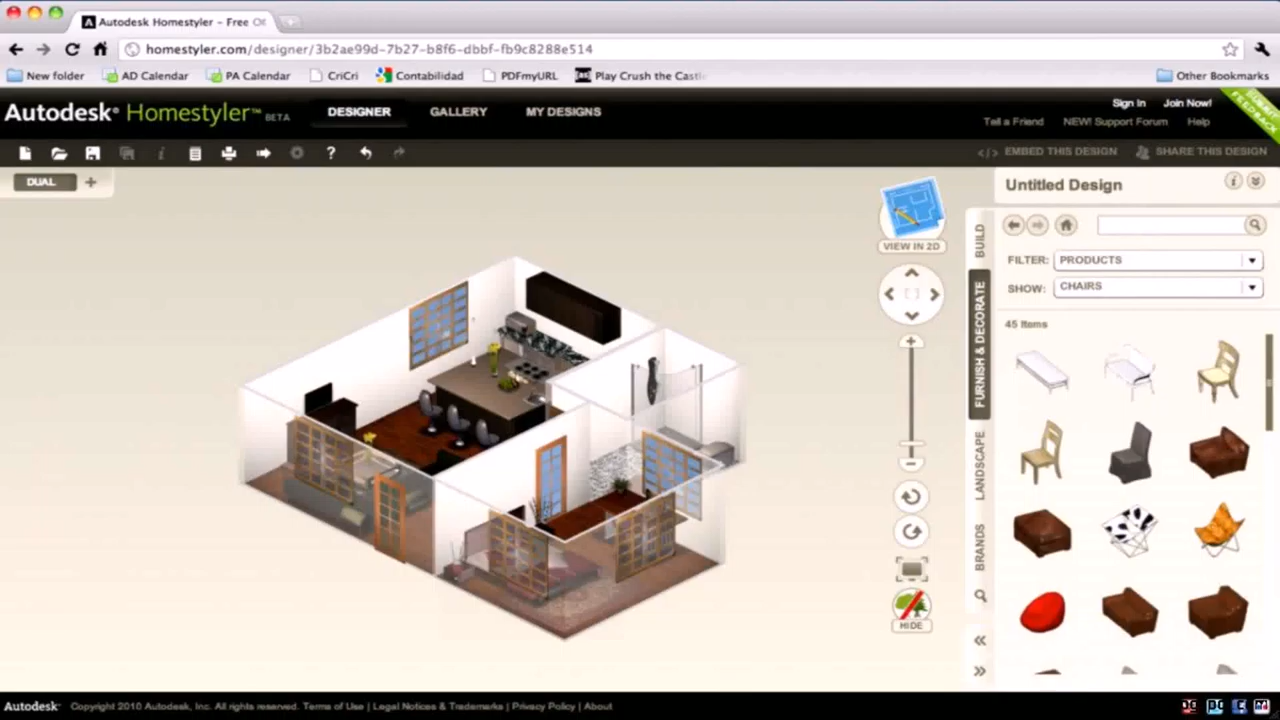 Autodesk Homestyler – Free
homestyler.com/designer/3b2ae99d-7b27-b8f6-dbbf-fb9c8288e514
New folder AD Calendar PA Calendar CriCri Contabilidad PDFmyURL Play Crush the Castle Other Bookmarks
Autodesk® Homestyler™ BETA DESIGNER GALLERY MY DESIGNS
Sign In Join Now!
Tell a Friend NEW! Support Forum Help
FEEDBACK
? </> EMBED THIS DESIGN SHARE THIS DESIGN
DUAL +
Untitled Design
VIEW IN 2D
BUILD
FURNISH & DECORATE
LANDSCAPE
BRANDS
FILTER: PRODUCTS
SHOW: CHAIRS
45 Items
HIDE
Autodesk® Copyright 2010 Autodesk, Inc. All rights reserved. Terms of Use | Legal Notices & Trademarks | Privacy Policy | About